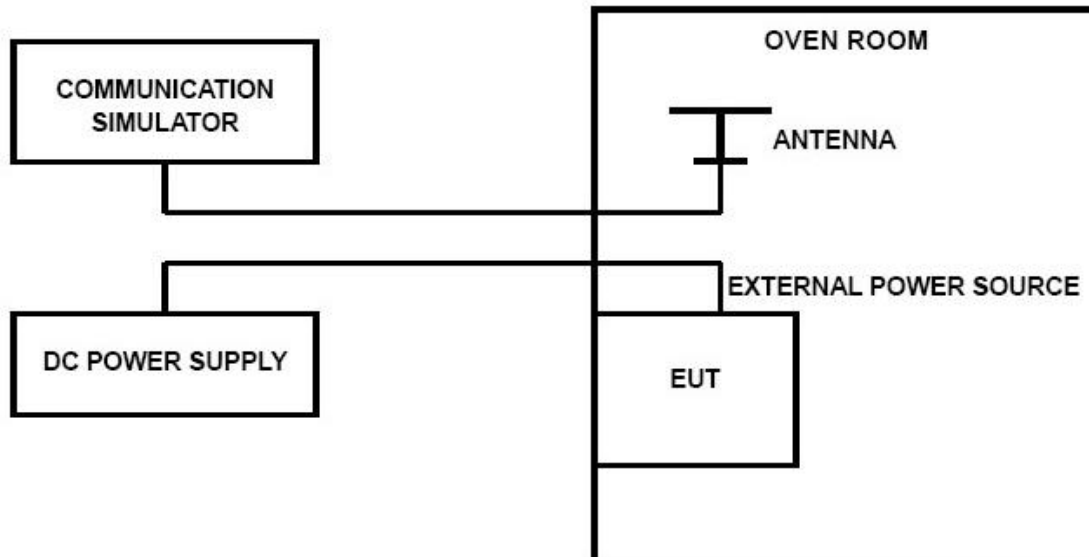 OVEN ROOM
COMMUNICATION
SIMULATOR
ANTENNA
EXTERNAL POWER SOURCE
DC POWER SUPPLY
EUT